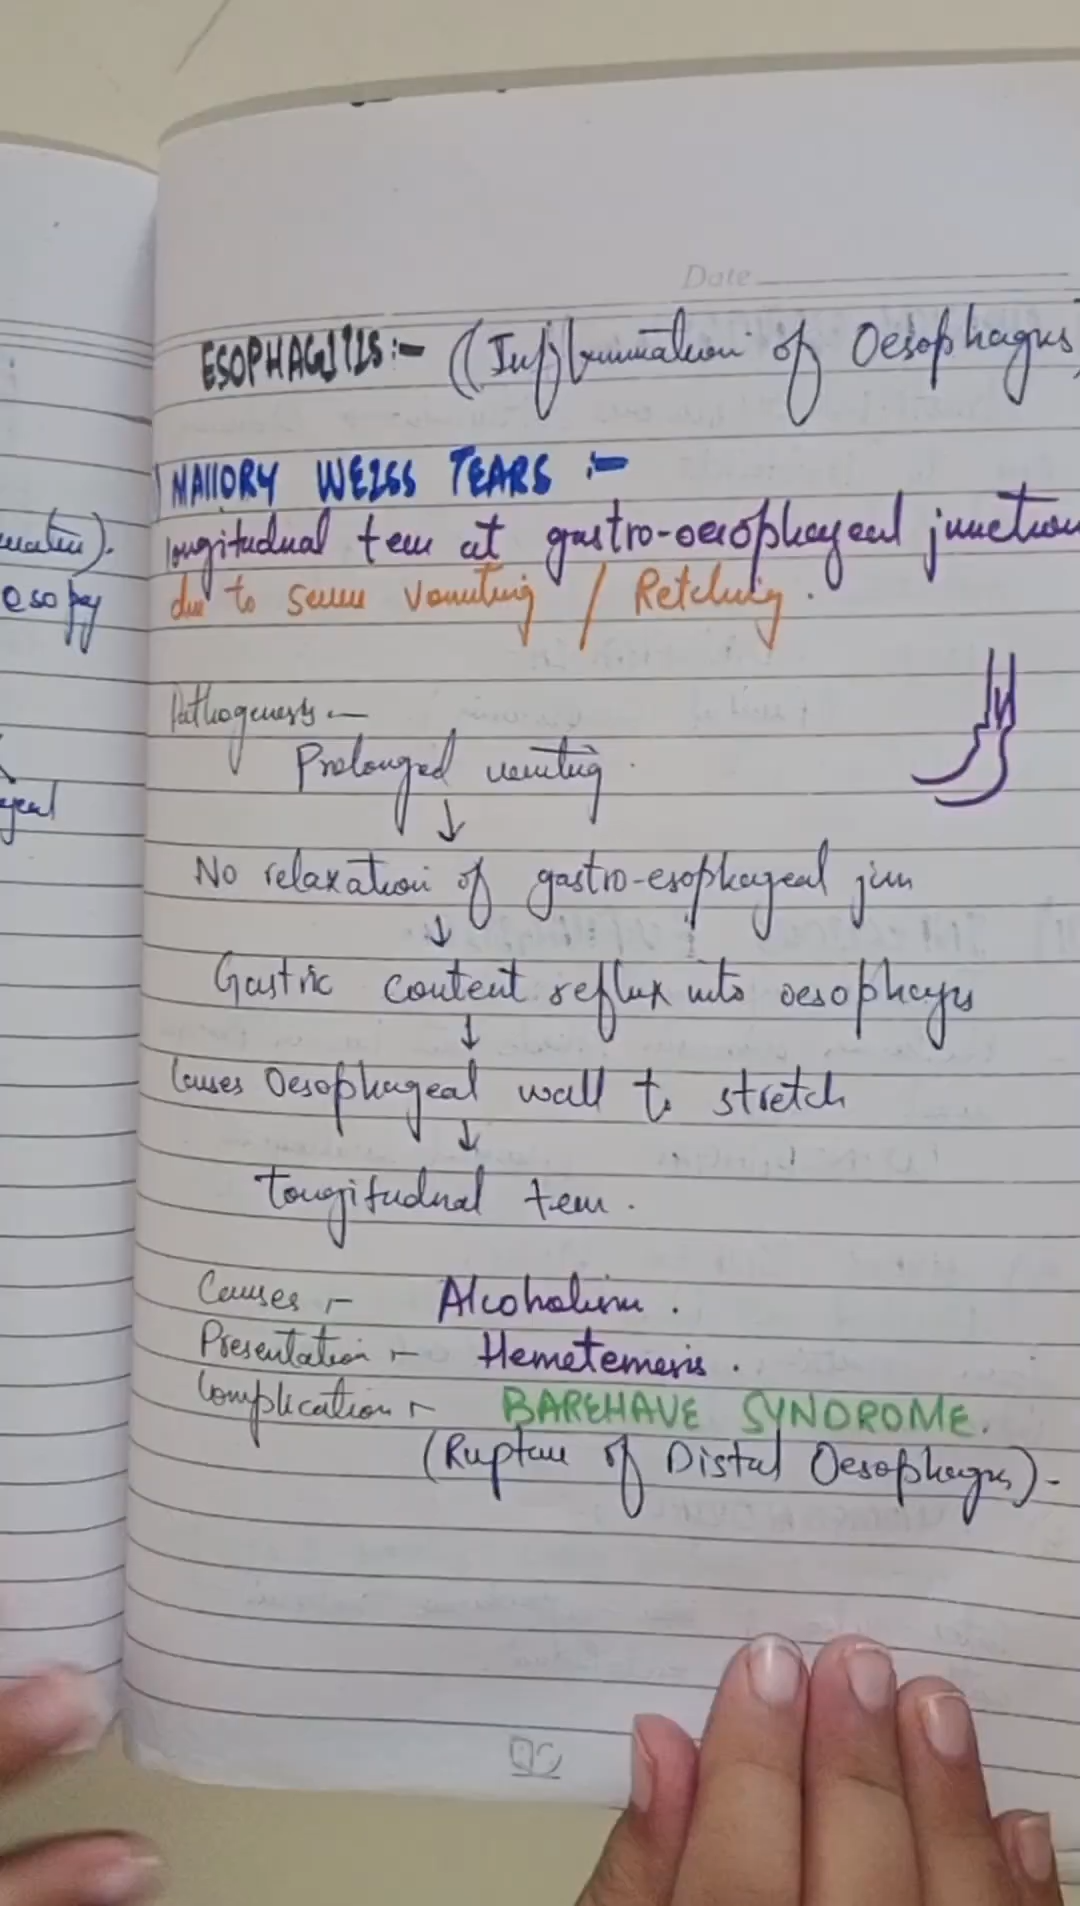 Date
ESOPHAGITIS:- ((Inflammation of Oesophagus)
MALLORY WEISS TEARS :-
longitudual tear at gastro-oesophageal junction
due to severe vomiting / Retching.
Pathogenesis -
Prolonged vomiting.
↓
No relaxation of gastro-esophageal jun
↓
Gastric content reflux into oesophagus
↓
Causes Oesophageal wall to stretch
↓
longitudual tear.
Causes :- Alcoholism.
Presentation :- Hemetemesis.
Complication :- BAREHAVE SYNDROME.
(Rupture of Distal Oesophagus).